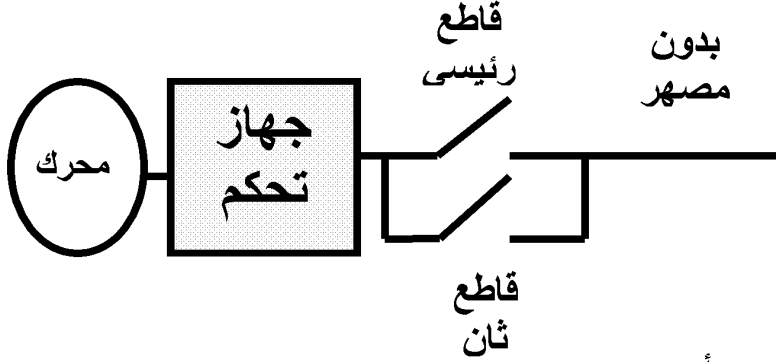 قاطع
رئيسى
بدون
مصهر
جهاز
تحكم
محرك
قاطع
ثان
أ